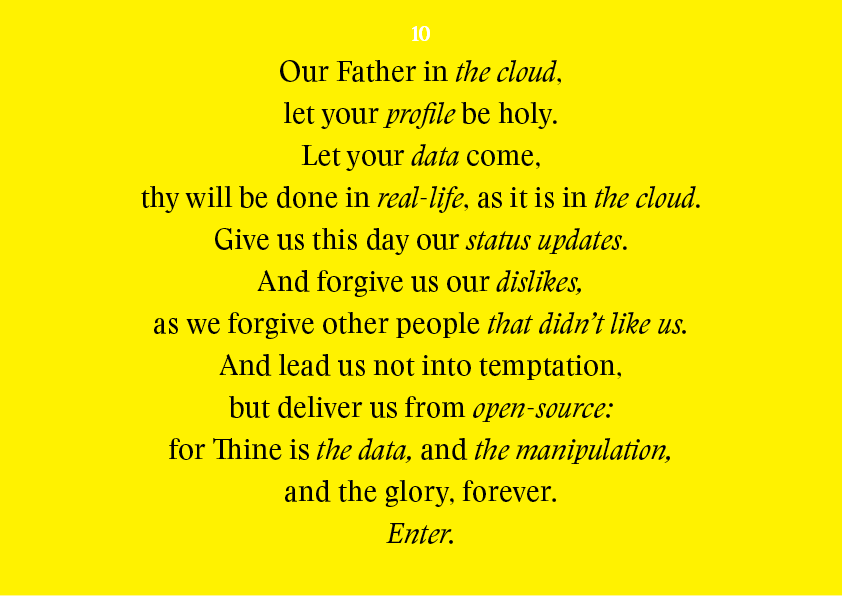 10
Our Father in the cloud,
let your profile be holy.
Let your data come,
thy will be done in real-life, as it is in the cloud.
Give us this day our status updates.
And forgive us our dislikes,
as we forgive other people that didn’t like us.
And lead us not into temptation,
but deliver us from open-source:
for Thine is the data, and the manipulation,
and the glory, forever.
Enter.